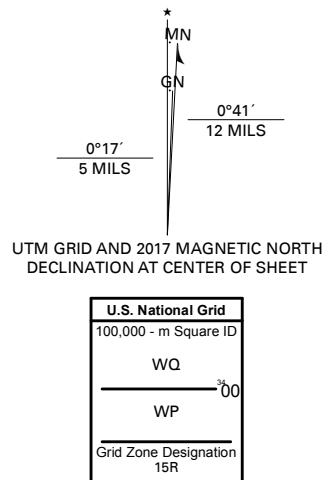 ★
MN
GN
0°41´
12 MILS
0°17´
5 MILS
UTM GRID AND 2017 MAGNETIC NORTH
DECLINATION AT CENTER OF SHEET
U.S. National Grid
100,000 - m Square ID
WQ
³⁴00
WP
Grid Zone Designation
15R